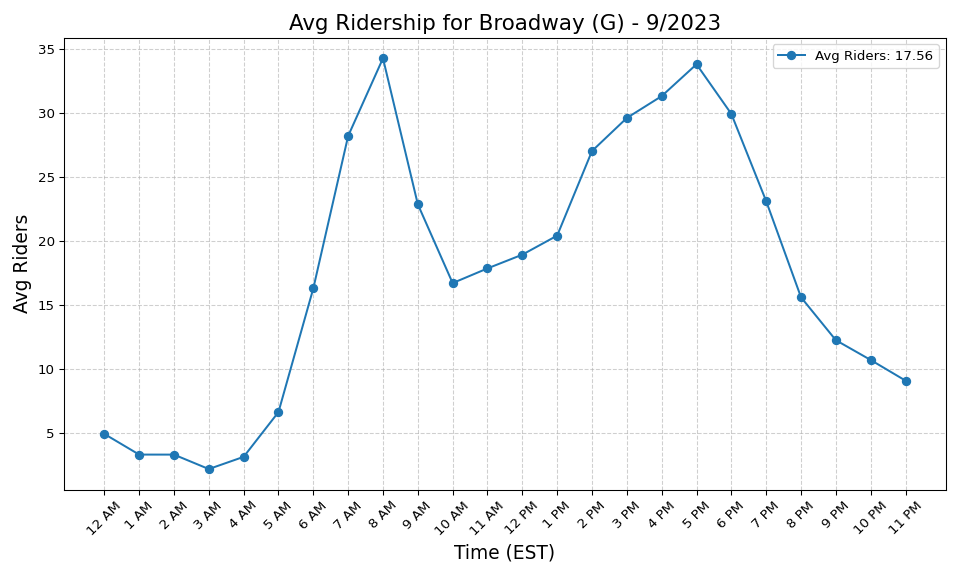 Avg Ridership for Broadway (G) - 9/2023
Avg Riders: 17.56
Avg Riders
35
30
25
20
15
10
5
12 AM
1 AM
2 AM
3 AM
4 AM
5 AM
6 AM
7 AM
8 AM
9 AM
10 AM
11 AM
12 PM
1 PM
2 PM
3 PM
4 PM
5 PM
6 PM
7 PM
8 PM
9 PM
10 PM
11 PM
Time (EST)